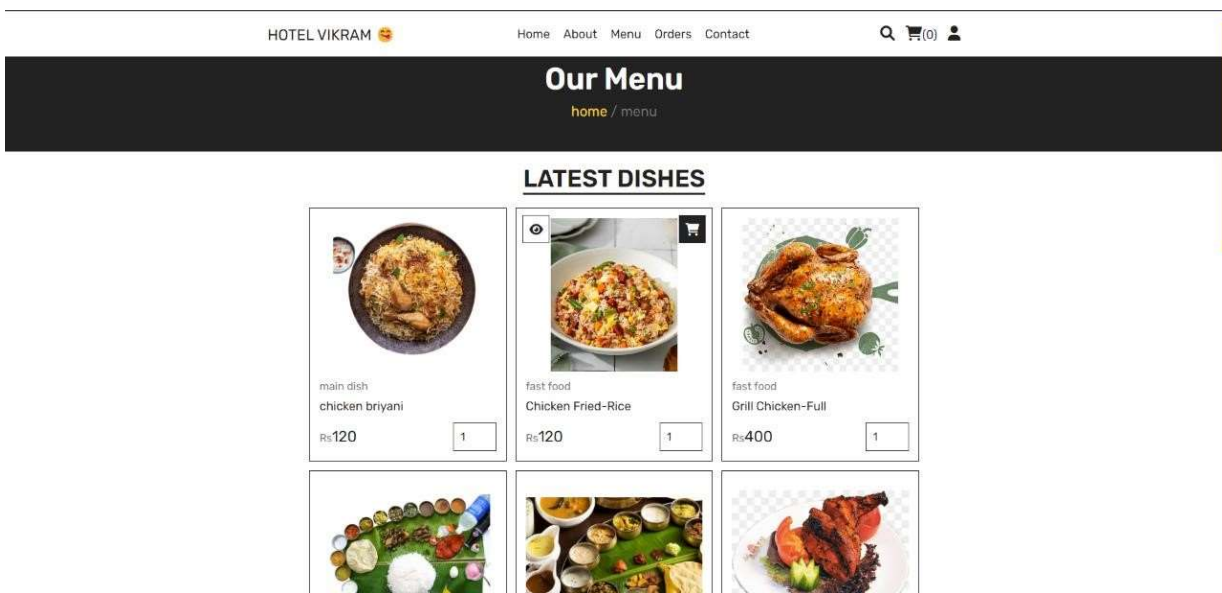 HOTEL VIKRAM 😋 Home About Menu Orders Contact (0)
Our Menu
home / menu
LATEST DISHES
main dish
chicken briyani
Rs120 1
fast food
Chicken Fried-Rice
Rs120 1
fast food
Grill Chicken-Full
Rs400 1